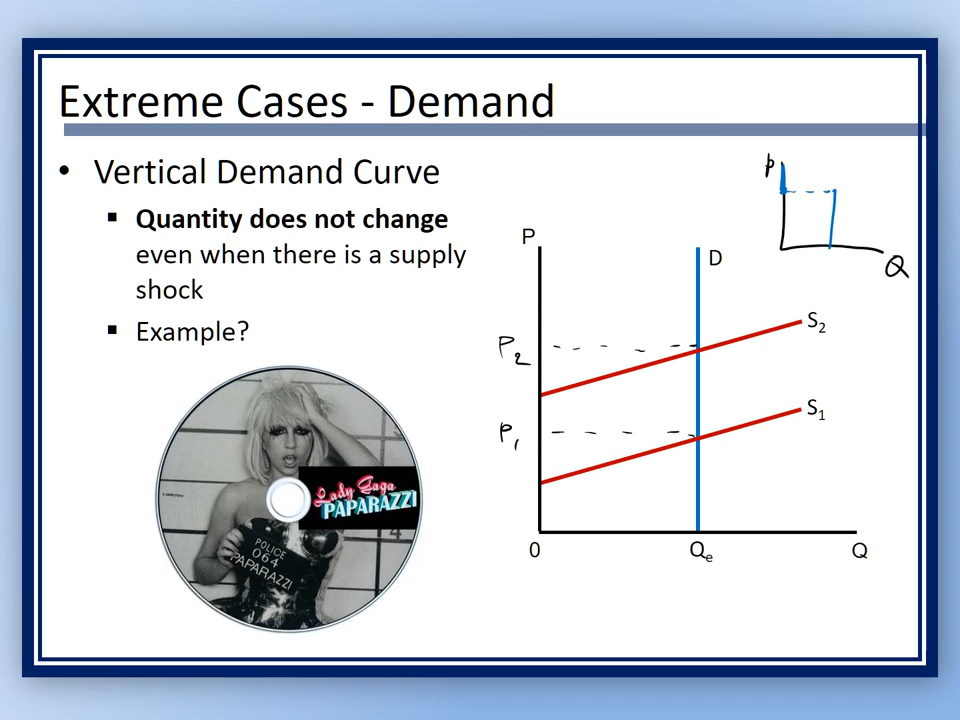 Extreme Cases - Demand
• Vertical Demand Curve
▪ Quantity does not change
even when there is a supply
shock
▪ Example?
Lady Gaga
PAPARAZZI
POLICE
064
PAPARAZZI
4
P
Q
P
D
S₂
P₂
S₁
P₁
0
Qₑ
Q